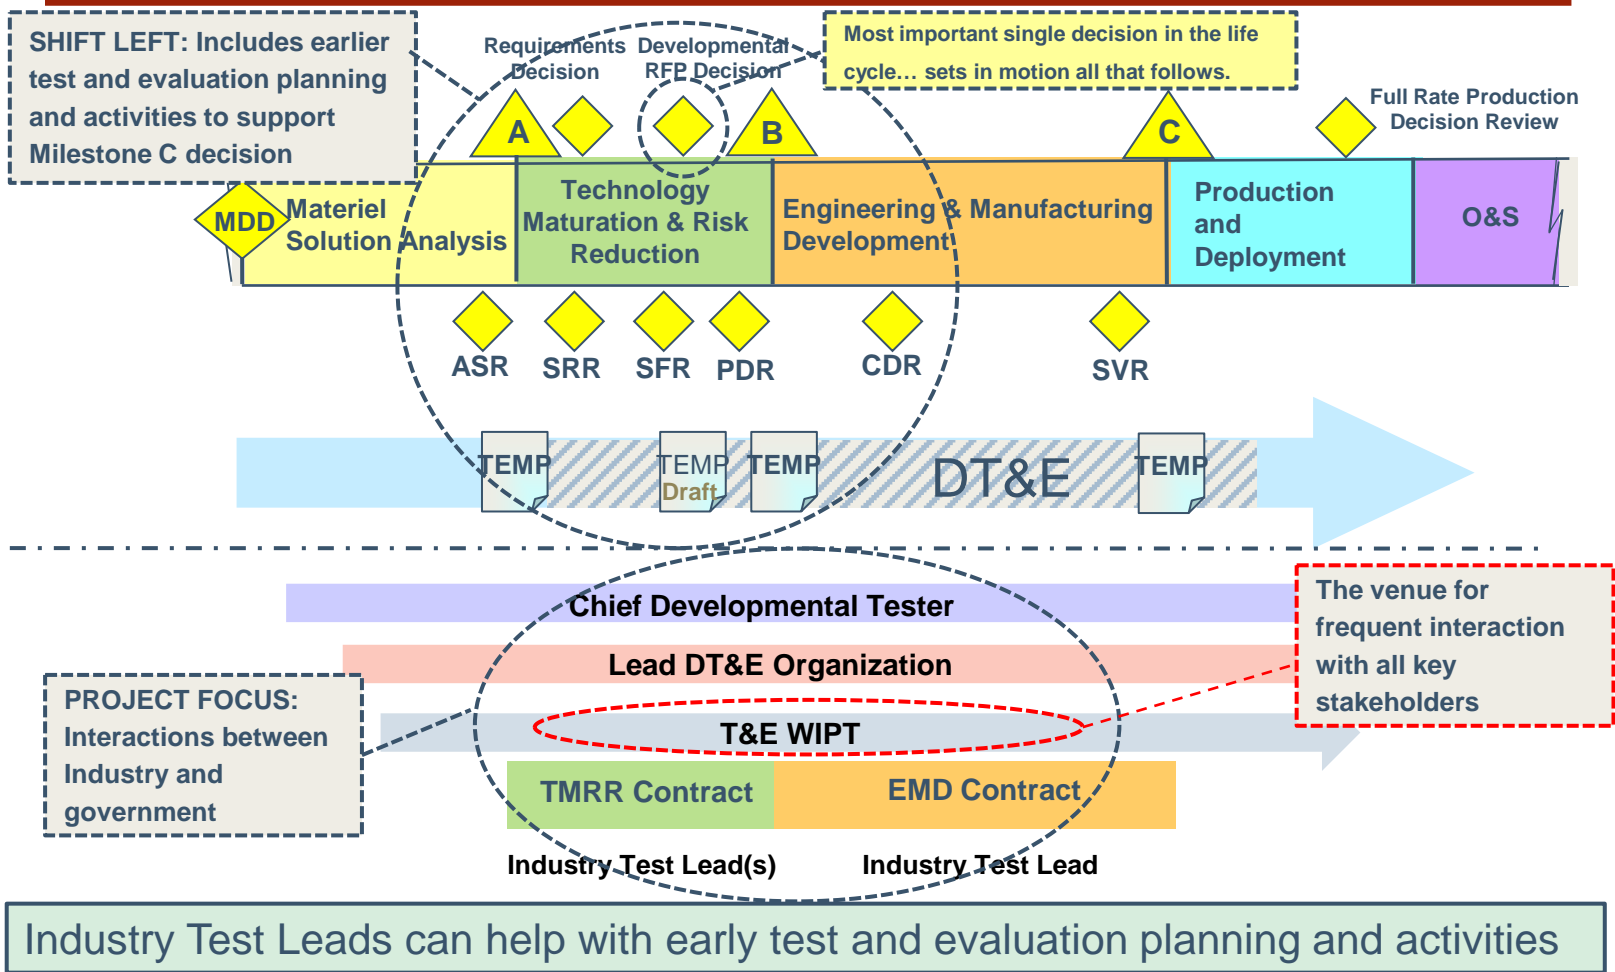 SHIFT LEFT: Includes earlier
test and evaluation planning
and activities to support
Milestone C decision
Requirements
Decision
Developmental
RFP Decision
Most important single decision in the life
cycle… sets in motion all that follows.
A
B
C
Full Rate Production
Decision Review
MDD
Materiel
Solution Analysis
Technology
Maturation & Risk
Reduction
Engineering & Manufacturing
Development
Production
and
Deployment
O&S
ASR
SRR
SFR
PDR
CDR
SVR
TEMP
TEMP
Draft
TEMP
DT&E
TEMP
Chief Developmental Tester
Lead DT&E Organization
T&E WIPT
The venue for
frequent interaction
with all key
stakeholders
PROJECT FOCUS:
Interactions between
Industry and
government
TMRR Contract
EMD Contract
Industry Test Lead(s)
Industry Test Lead
Industry Test Leads can help with early test and evaluation planning and activities